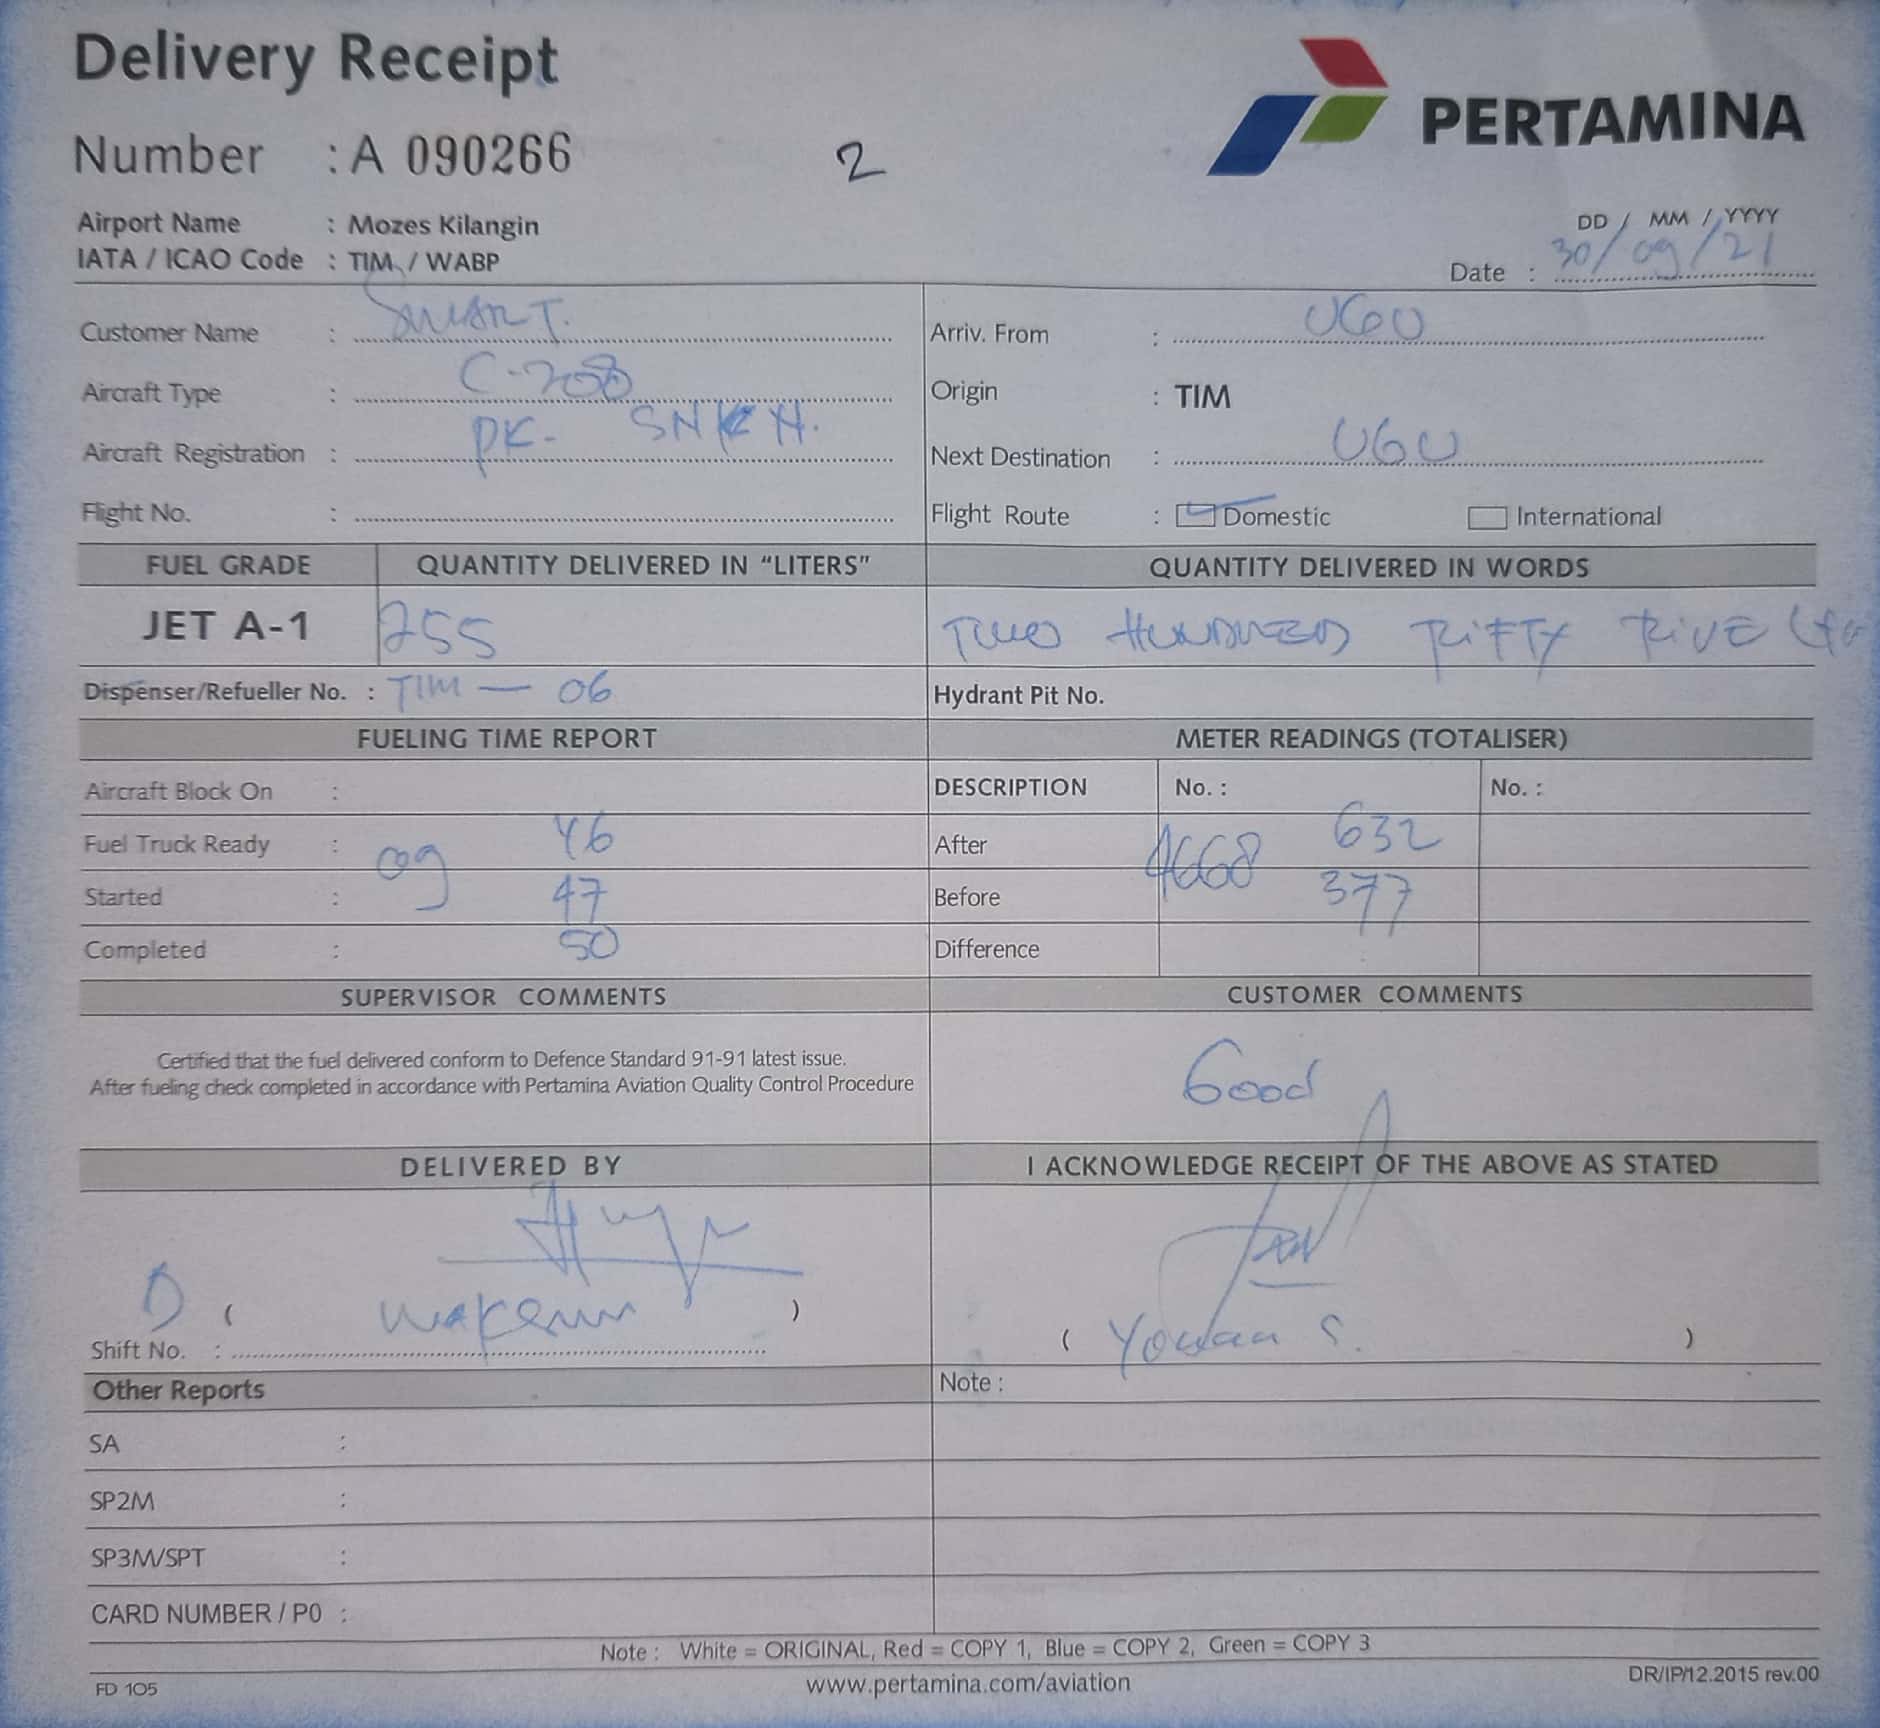 Delivery Receipt
PERTAMINA
Number : A 090266
2
Airport Name : Mozes Kilangin
IATA / ICAO Code : TIM / WABP
DD / MM / YYYY
Date : 30/09/21
Customer Name : SMART.
Arriv. From : UGU
Aircraft Type : C-208
Origin : TIM
Aircraft Registration : PK- SN H.
Next Destination : UGU
Flight No. :
Flight Route : Domestic International
FUEL GRADE QUANTITY DELIVERED IN "LITERS" QUANTITY DELIVERED IN WORDS
JET A-1 255 TWO HUNDRED FIFTY FIVE
Dispenser/Refueller No. : TIM — 06
Hydrant Pit No.
FUELING TIME REPORT METER READINGS (TOTALISER)
Aircraft Block On :
DESCRIPTION No. : No. :
Fuel Truck Ready : 09 46
After 4668 632
Started : 47
Before 377
Completed : 50
Difference
SUPERVISOR COMMENTS CUSTOMER COMMENTS
Certified that the fuel delivered conform to Defence Standard 91-91 latest issue.
After fueling check completed in accordance with Pertamina Aviation Quality Control Procedure
Good
DELIVERED BY I ACKNOWLEDGE RECEIPT OF THE ABOVE AS STATED
D ( )
( S. )
Shift No. :
Other Reports
Note :
SA :
SP2M :
SP3M/SPT :
CARD NUMBER / P0 :
Note : White = ORIGINAL, Red = COPY 1, Blue = COPY 2, Green = COPY 3
FD 105
www.pertamina.com/aviation
DR/IP/12.2015 rev.00